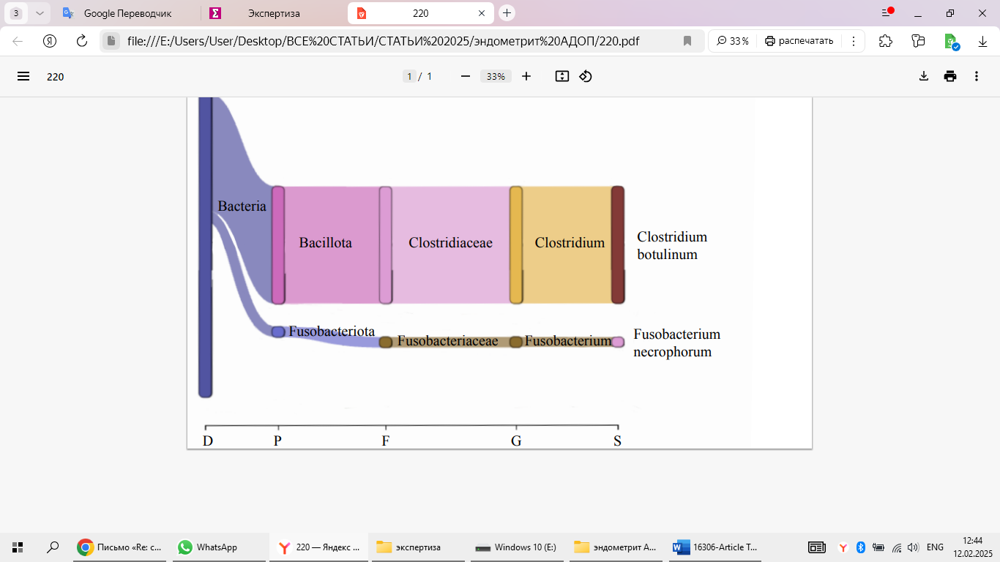 3
Google Переводчик
Экспертиза
220
file:///E:/Users/User/Desktop/ВСЕ%20СТАТЬИ/СТАТЬИ%202025/эндометрит%20АДОП/220.pdf
33%
распечатать
220
1 / 1
33%
Bacteria
Bacillota
Clostridiaceae
Clostridium
Clostridium
botulinum
Fusobacteriota
Fusobacteriaceae
Fusobacterium
Fusobacterium
necrophorum
D
P
F
G
S
Письмо «Re: с...
WhatsApp
220 — Яндекс ...
экспертиза
Windows 10 (E:)
эндометрит А...
16306-Article T...
ENG
12:44
12.02.2025